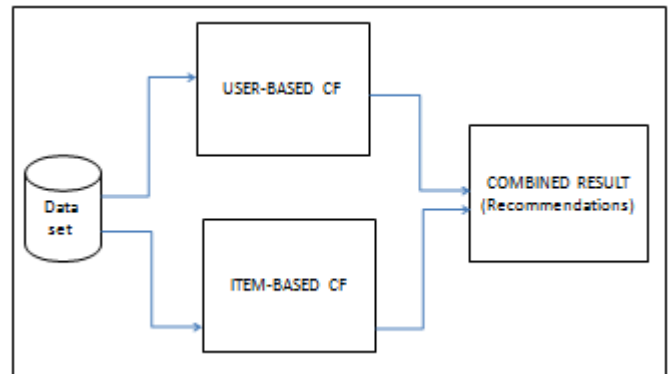 USER-BASED CF
Data
set
COMBINED RESULT
(Recommendations)
ITEM-BASED CF